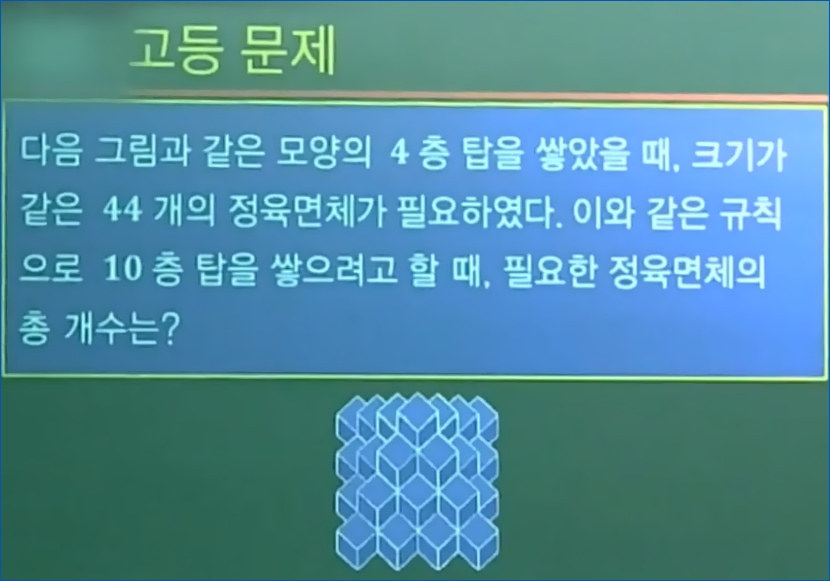 고등 문제
다음 그림과 같은 모양의 4 층 탑을 쌓았을 때, 크기가
같은 44 개의 정육면체가 필요하였다. 이와 같은 규칙
으로 10 층 탑을 쌓으려고 할 때, 필요한 정육면체의
총 개수는?